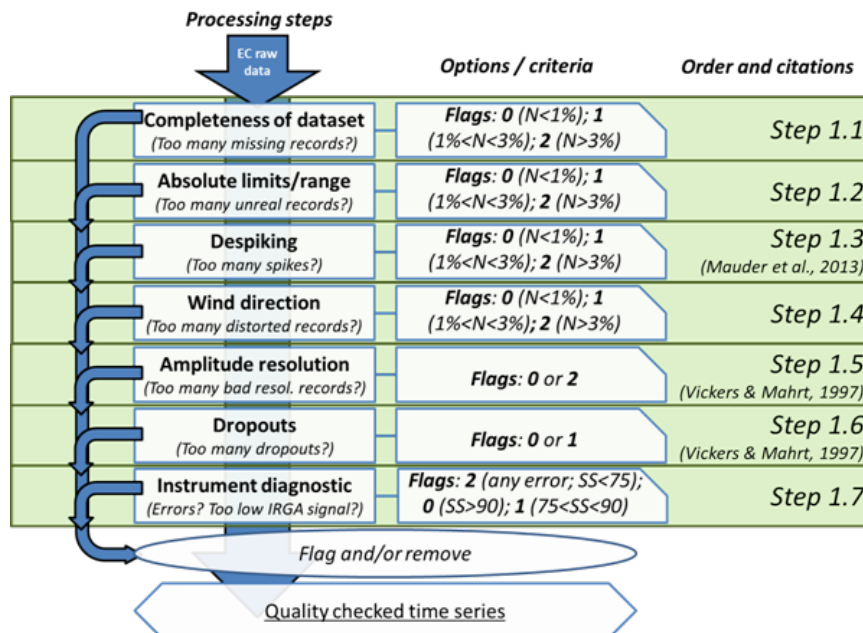 Processing steps
EC raw
data
Options / criteria
Order and citations
Completeness of dataset
(Too many missing records?)
Flags: 0 (N<1%); 1
(1%<N<3%); 2 (N>3%)
Step 1.1
Absolute limits/range
(Too many unreal records?)
Flags: 0 (N<1%); 1
(1%<N<3%); 2 (N>3%)
Step 1.2
Despiking
(Too many spikes?)
Flags: 0 (N<1%); 1
(1%<N<3%); 2 (N>3%)
Step 1.3
(Mauder et al., 2013)
Wind direction
(Too many distorted records?)
Flags: 0 (N<1%); 1
(1%<N<3%); 2 (N>3%)
Step 1.4
Amplitude resolution
(Too many bad resol. records?)
Flags: 0 or 2
Step 1.5
(Vickers & Mahrt, 1997)
Dropouts
(Too many dropouts?)
Flags: 0 or 1
Step 1.6
(Vickers & Mahrt, 1997)
Instrument diagnostic
(Errors? Too low IRGA signal?)
Flags: 2 (any error; SS<75);
0 (SS>90); 1 (75<SS<90)
Step 1.7
Flag and/or remove
Quality checked time series